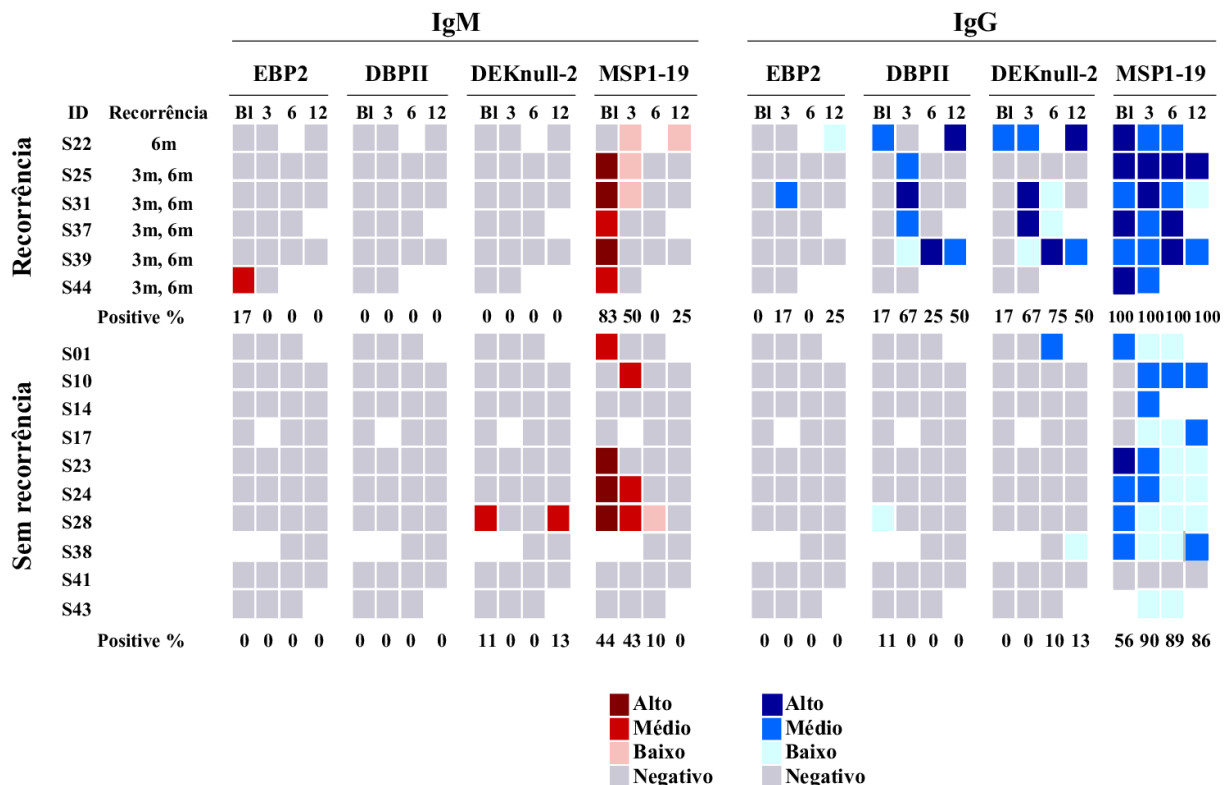 IgM IgG
EBP2 DBPII DEKnull-2 MSP1-19 EBP2 DBPII DEKnull-2 MSP1-19
ID Recorrência Bl 3 6 12 Bl 3 6 12 Bl 3 6 12 Bl 3 6 12 Bl 3 6 12 Bl 3 6 12 Bl 3 6 12 Bl 3 6 12
Recorrência
S22 6m
S25 3m, 6m
S31 3m, 6m
S37 3m, 6m
S39 3m, 6m
S44 3m, 6m
Positive % 17 0 0 0 0 0 0 0 0 0 0 0 83 50 0 25 0 17 0 25 17 67 25 50 17 67 75 50 100 100 100 100
Sem recorrência
S01
S10
S14
S17
S23
S24
S28
S38
S41
S43
Positive % 0 0 0 0 0 0 0 0 11 0 0 13 44 43 10 0 0 0 0 0 11 0 0 0 0 0 10 13 56 90 89 86
Alto Alto
Médio Médio
Baixo Baixo
Negativo Negativo